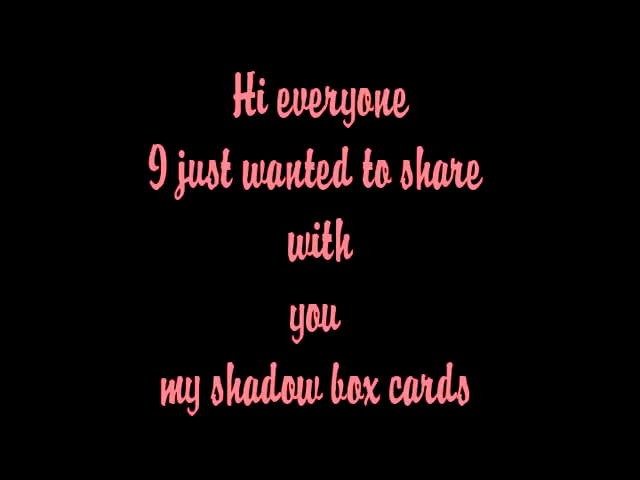 Hi everyone
I just wanted to share
with
you
my shadow box cards